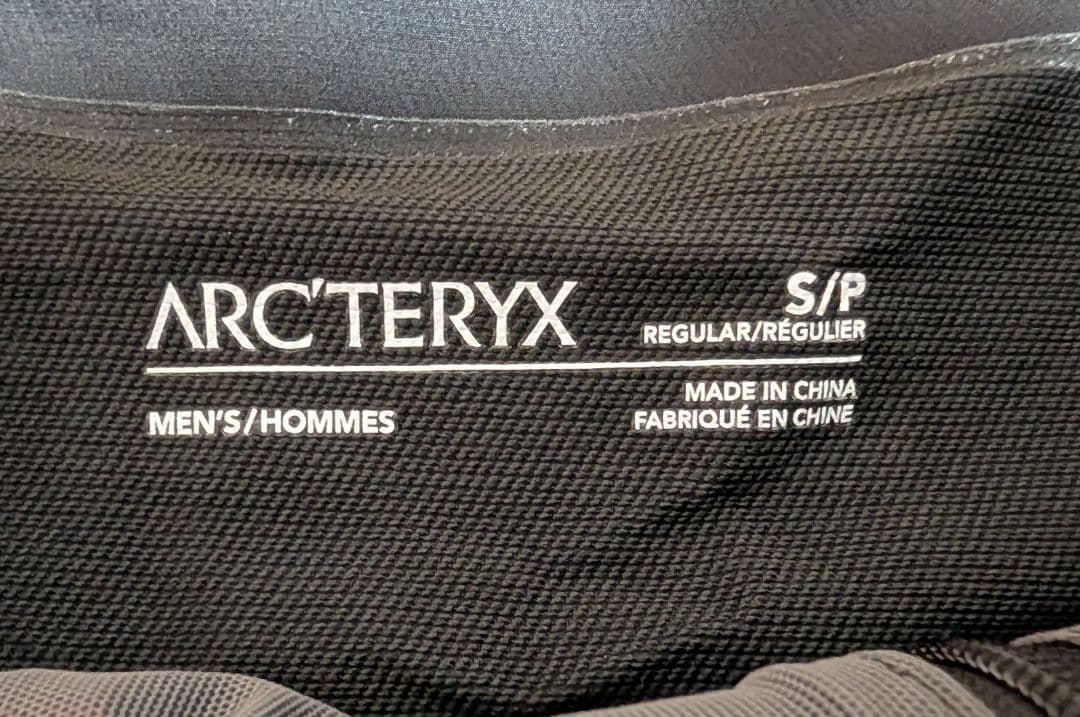 ARC'TERYX
S/P
REGULAR/RÉGULIER
MEN'S/HOMMES
MADE IN CHINA
FABRIQUÉ EN CHINE